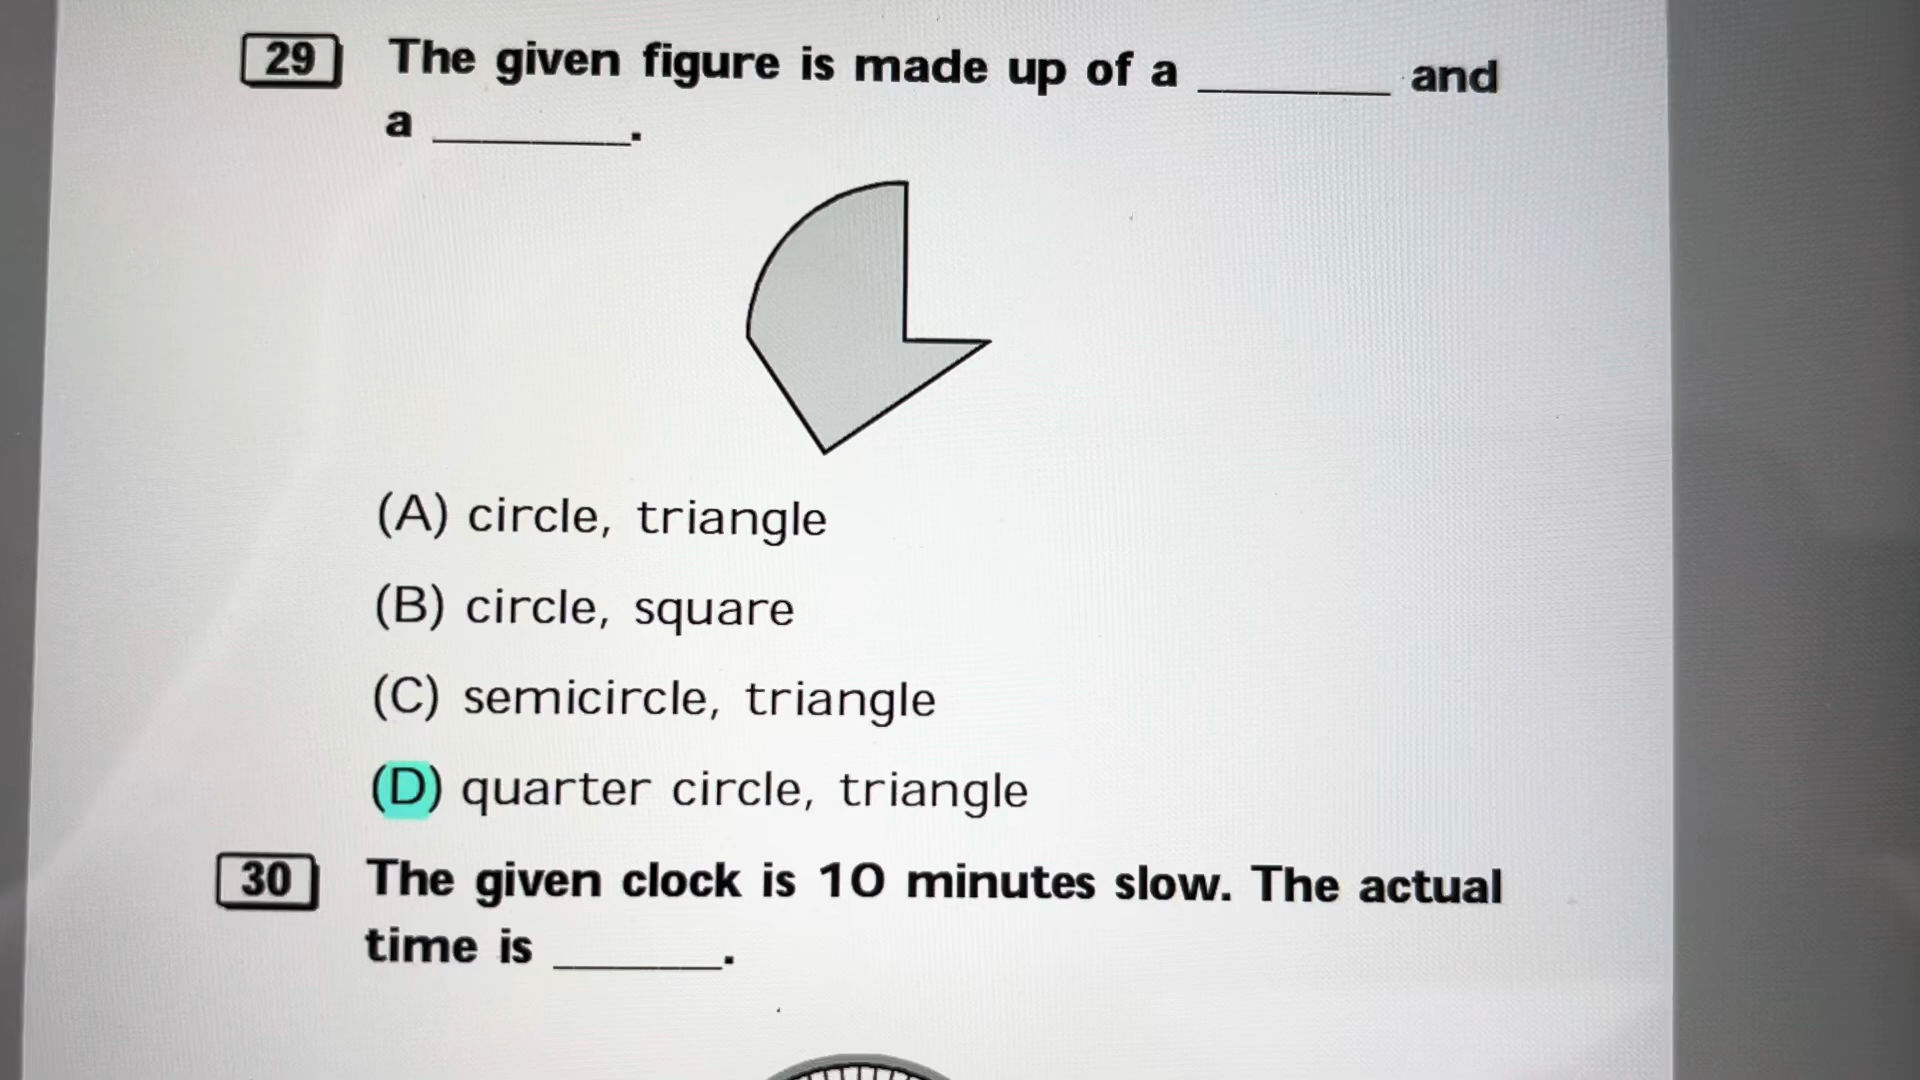 29 The given figure is made up of a ________ and
a ________.
(A) circle, triangle
(B) circle, square
(C) semicircle, triangle
(D) quarter circle, triangle
30 The given clock is 10 minutes slow. The actual
time is _______.